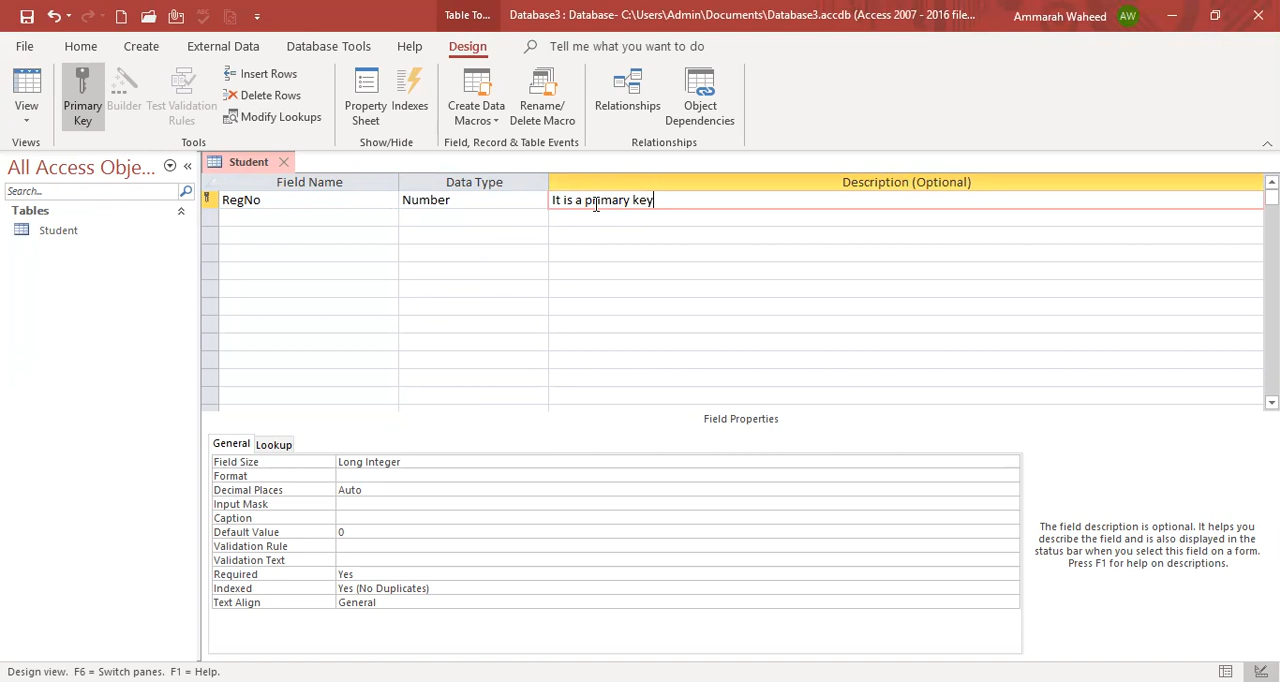 Table To... Database3 : Database- C:\Users\Admin\Documents\Database3.accdb (Access 2007 - 2016 file... Ammarah Waheed AW
File Home Create External Data Database Tools Help Design Tell me what you want to do
View
Primary Key
Builder
Test Validation Rules
Insert Rows
Delete Rows
Modify Lookups
Property Sheet
Indexes
Create Data Macros
Rename/ Delete Macro
Relationships
Object Dependencies
Views Tools Show/Hide Field, Record & Table Events Relationships
All Access Obje...
Search...
Tables
Student
Student
Field Name Data Type Description (Optional)
RegNo Number It is a primary key
Field Properties
General Lookup
Field Size Long Integer
Format
Decimal Places Auto
Input Mask
Caption
Default Value 0
Validation Rule
Validation Text
Required Yes
Indexed Yes (No Duplicates)
Text Align General
The field description is optional. It helps you
describe the field and is also displayed in the
status bar when you select this field on a form.
Press F1 for help on descriptions.
Design view. F6 = Switch panes. F1 = Help.